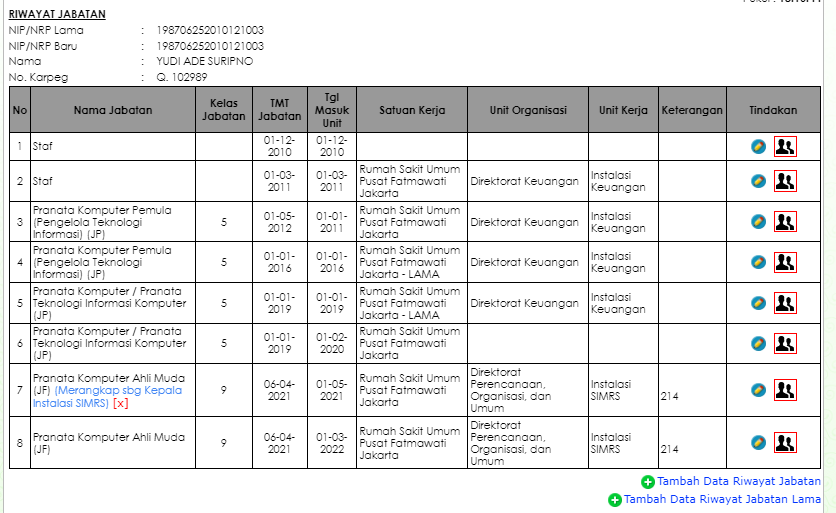 RIWAYAT JABATAN
NIP/NRP Lama : 198706252010121003
NIP/NRP Baru : 198706252010121003
Nama : YUDI ADE SURIPNO
No. Karpeg : Q. 102989
No Nama Jabatan Kelas Jabatan TMT Jabatan Tgl Masuk Unit Satuan Kerja Unit Organisasi Unit Kerja Keterangan Tindakan
1 Staf 01-12-2010 01-12-2010
2 Staf 01-03-2011 01-03-2011 Rumah Sakit Umum Pusat Fatmawati Jakarta Direktorat Keuangan Instalasi Keuangan
3 Pranata Komputer Pemula (Pengelola Teknologi Informasi) (JP) 5 01-05-2012 01-01-2011 Rumah Sakit Umum Pusat Fatmawati Jakarta Direktorat Keuangan Instalasi Keuangan
4 Pranata Komputer Pemula (Pengelola Teknologi Informasi) (JP) 5 01-01-2016 01-01-2016 Rumah Sakit Umum Pusat Fatmawati Jakarta - LAMA Direktorat Keuangan Instalasi Keuangan
5 Pranata Komputer / Pranata Teknologi Informasi Komputer (JP) 5 01-01-2019 01-01-2019 Rumah Sakit Umum Pusat Fatmawati Jakarta - LAMA Direktorat Keuangan Instalasi Keuangan
6 Pranata Komputer / Pranata Teknologi Informasi Komputer (JP) 5 01-01-2019 01-02-2020 Rumah Sakit Umum Pusat Fatmawati Jakarta
7 Pranata Komputer Ahli Muda (JF) (Merangkap sbg Kepala Instalasi SIMRS) [x] 9 06-04-2021 01-05-2021 Rumah Sakit Umum Pusat Fatmawati Jakarta Direktorat Perencanaan, Organisasi, dan Umum Instalasi SIMRS 214
8 Pranata Komputer Ahli Muda (JF) 9 06-04-2021 01-03-2022 Rumah Sakit Umum Pusat Fatmawati Jakarta Direktorat Perencanaan, Organisasi, dan Umum Instalasi SIMRS 214
Tambah Data Riwayat Jabatan
Tambah Data Riwayat Jabatan Lama